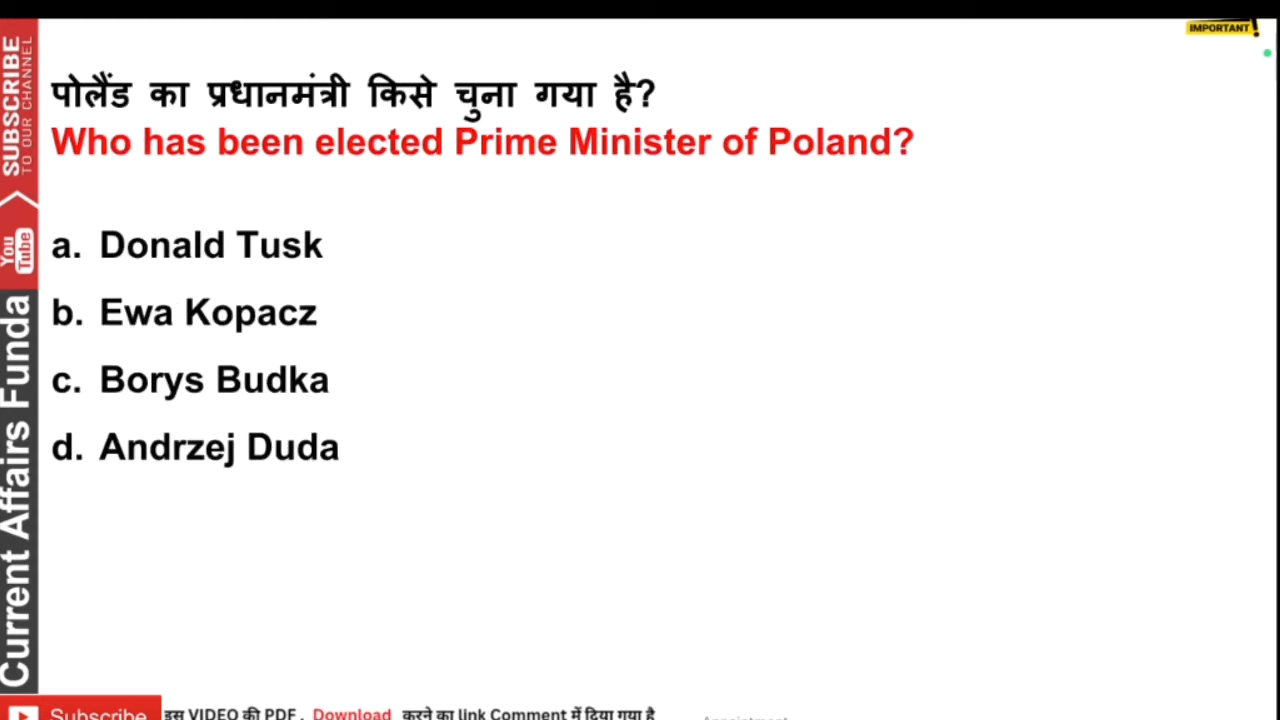 IMPORTANT!
पोलैंड का प्रधानमंत्री किसे चुना गया है?
Who has been elected Prime Minister of Poland?
a. Donald Tusk
b. Ewa Kopacz
c. Borys Budka
d. Andrzej Duda
SUBSCRIBE
TO OUR CHANNEL
You
Tube
Current Affairs Funda
Subscribe
इस VIDEO की PDF . Download करने का link Comment में दिया गया है
Appointment